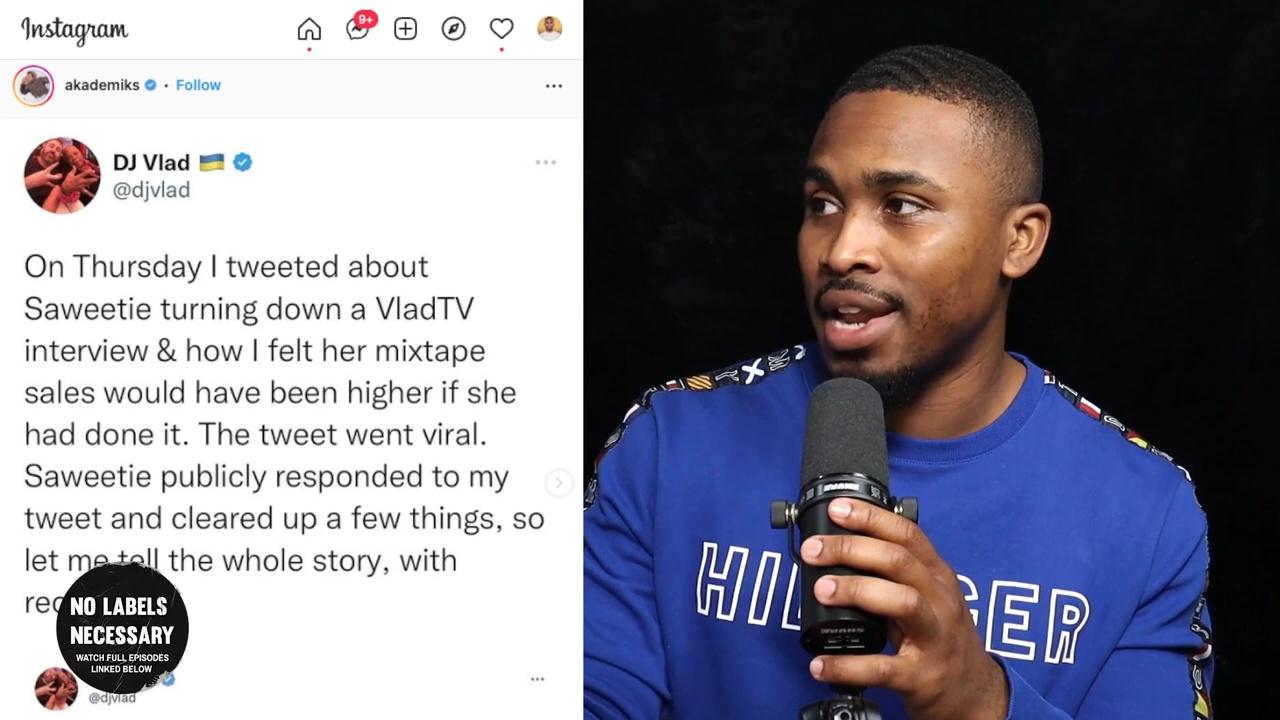 Instagram
9+
akademiks • Follow
DJ Vlad
@djvlad
On Thursday I tweeted about
Saweetie turning down a VladTV
interview & how I felt her mixtape
sales would have been higher if she
had done it. The tweet went viral.
Saweetie publicly responded to my
tweet and cleared up a few things, so
let me tell the whole story, with
NO LABELS
NECESSARY
WATCH FULL EPISODES
LINKED BELOW
@djvlad
SHURE